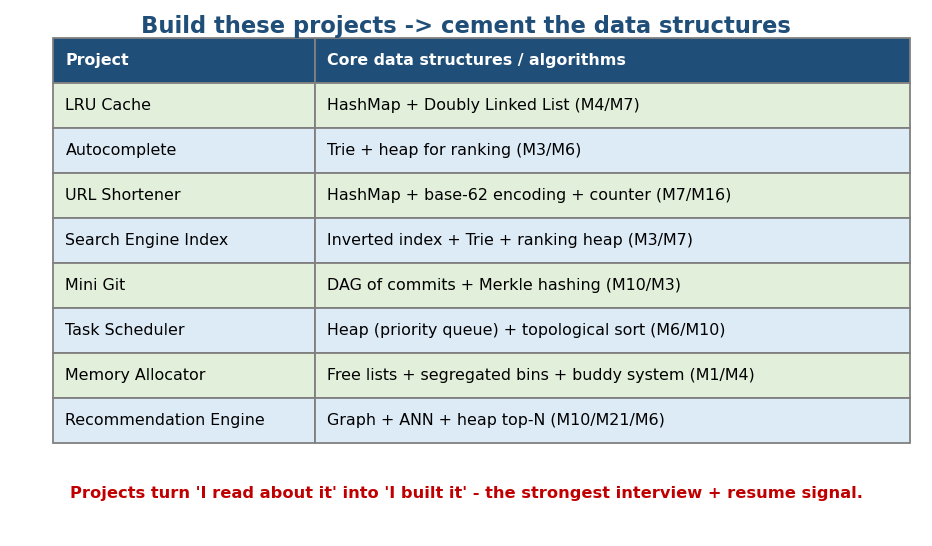 Build these projects -> cement the data structures
Project Core data structures / algorithms
LRU Cache HashMap + Doubly Linked List (M4/M7)
Autocomplete Trie + heap for ranking (M3/M6)
URL Shortener HashMap + base-62 encoding + counter (M7/M16)
Search Engine Index Inverted index + Trie + ranking heap (M3/M7)
Mini Git DAG of commits + Merkle hashing (M10/M3)
Task Scheduler Heap (priority queue) + topological sort (M6/M10)
Memory Allocator Free lists + segregated bins + buddy system (M1/M4)
Recommendation Engine Graph + ANN + heap top-N (M10/M21/M6)
Projects turn 'I read about it' into 'I built it' - the strongest interview + resume signal.